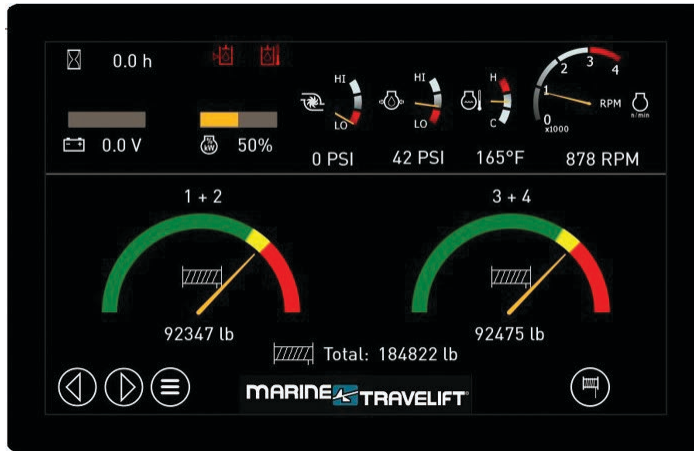 0.0 h
HI
LO
HI
LO
H
C
0
1
2
3
4
x1000
RPM
n/min
0.0 V
kW
50%
0 PSI
42 PSI
165°F
878 RPM
1 + 2
3 + 4
92347 lb
92475 lb
Total: 184822 lb
MARINE TRAVELIFT